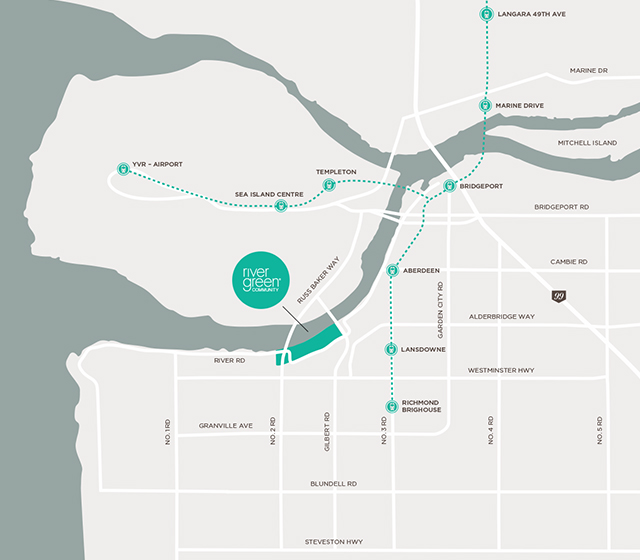 LANGARA 49TH AVE
MARINE DR
MARINE DRIVE
MITCHELL ISLAND
YVR – AIRPORT
TEMPLETON
SEA ISLAND CENTRE
BRIDGEPORT
BRIDGEPORT RD
CAMBIE RD
river
green
COMMUNITY
RUSS BAKER WAY
ABERDEEN
99
GARDEN CITY RD
ALDERBRIDGE WAY
LANSDOWNE
RIVER RD
WESTMINSTER HWY
RICHMOND
BRIGHOUSE
NO. 1 RD
GRANVILLE AVE
NO. 2 RD
GILBERT RD
NO. 3 RD
NO. 4 RD
NO. 5 RD
BLUNDELL RD
STEVESTON HWY